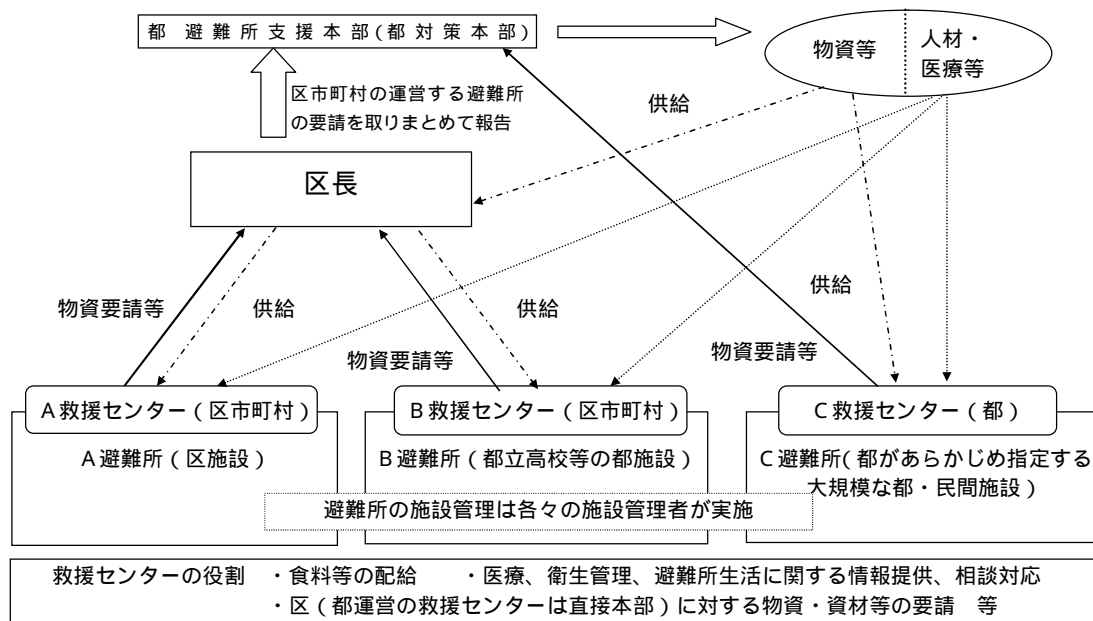 都 避難所支援本部(都対策本部)
物資等
人材・
医療等
区市町村の運営する避難所
の要請を取りまとめて報告
供給
区長
物資要請等
供給
物資要請等
供給
物資要請等
供給
A救援センター(区市町村)
B救援センター(区市町村)
C救援センター(都)
A避難所(区施設)
B避難所(都立高校等の都施設)
C避難所(都があらかじめ指定する
大規模な都・民間施設)
避難所の施設管理は各々の施設管理者が実施
救援センターの役割 ・食料等の配給 ・医療、衛生管理、避難所生活に関する情報提供、相談対応
・区(都運営の救援センターは直接本部)に対する物資・資材等の要請 等